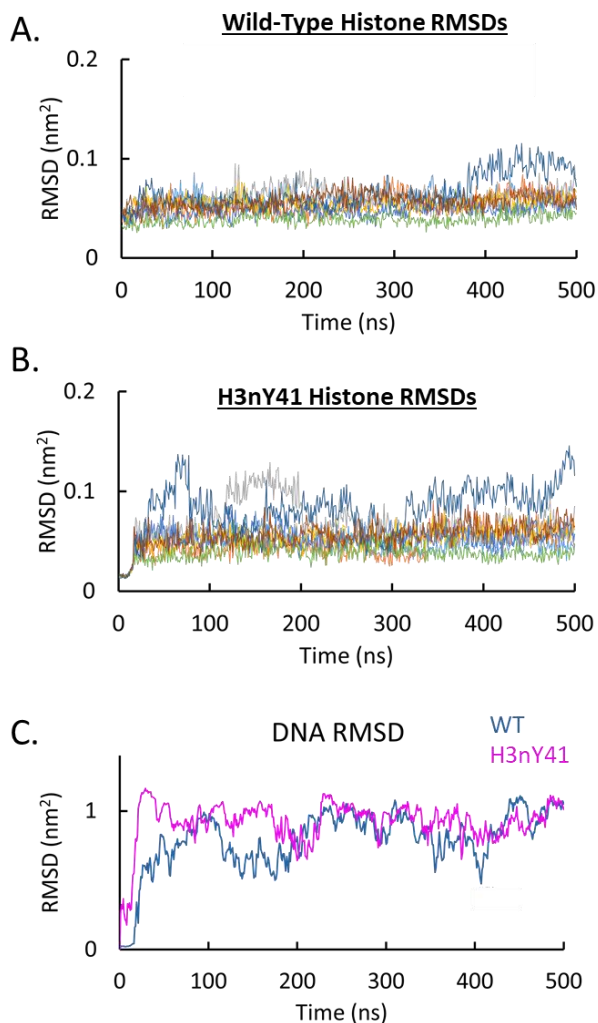 A.
Wild-Type Histone RMSDs
0.2
0.1
0
RMSD (nm²)
0 100 200 300 400 500
Time (ns)
B.
H3nY41 Histone RMSDs
0.2
0.1
0
RMSD (nm²)
0 100 200 300 400 500
Time (ns)
C.
DNA RMSD
WT
H3nY41
1
0
RMSD (nm²)
0 100 200 300 400 500
Time (ns)